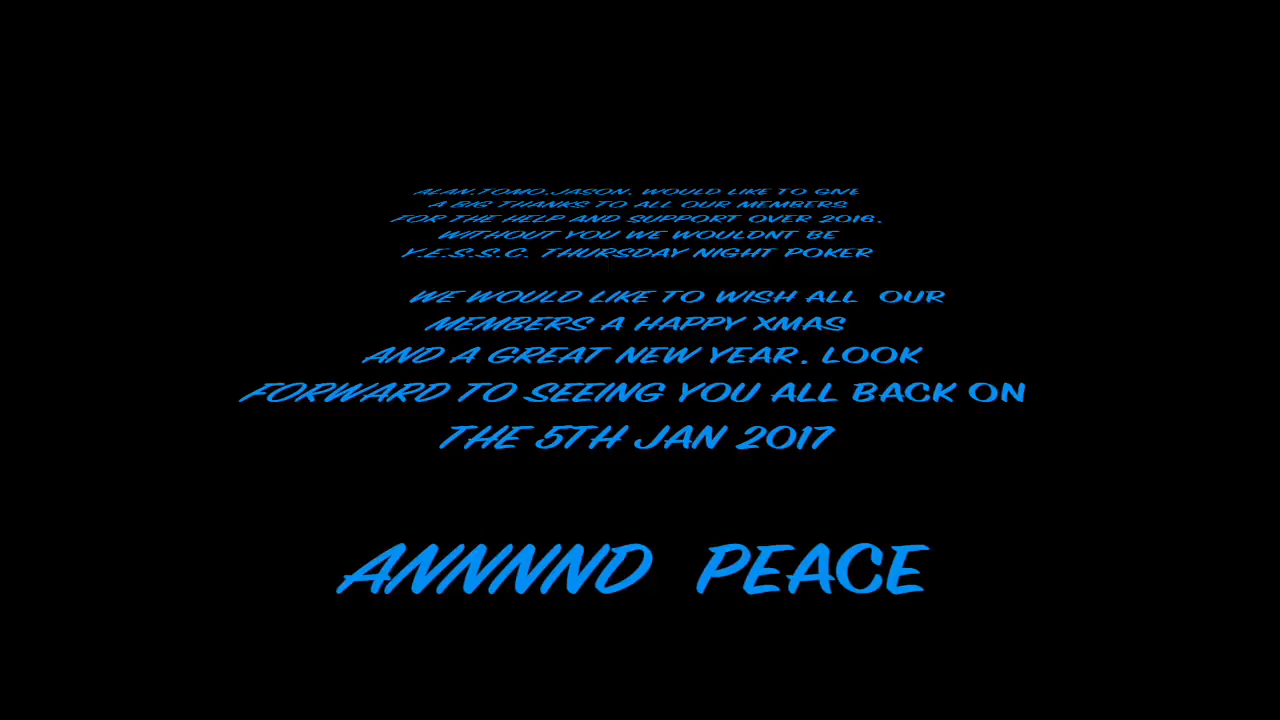 ALAN.TOMO.JASON. WOULD LIKE TO GIVE
A BIG THANKS TO ALL OUR MEMBERS
FOR THE HELP AND SUPPORT OVER 2016.
WITHOUT YOU WE WOULDNT BE
Y.E.S.S.C. THURSDAY NIGHT POKER
WE WOULD LIKE TO WISH ALL OUR
MEMBERS A HAPPY XMAS
AND A GREAT NEW YEAR. LOOK
FORWARD TO SEEING YOU ALL BACK ON
THE 5TH JAN 2017
ANNNND PEACE